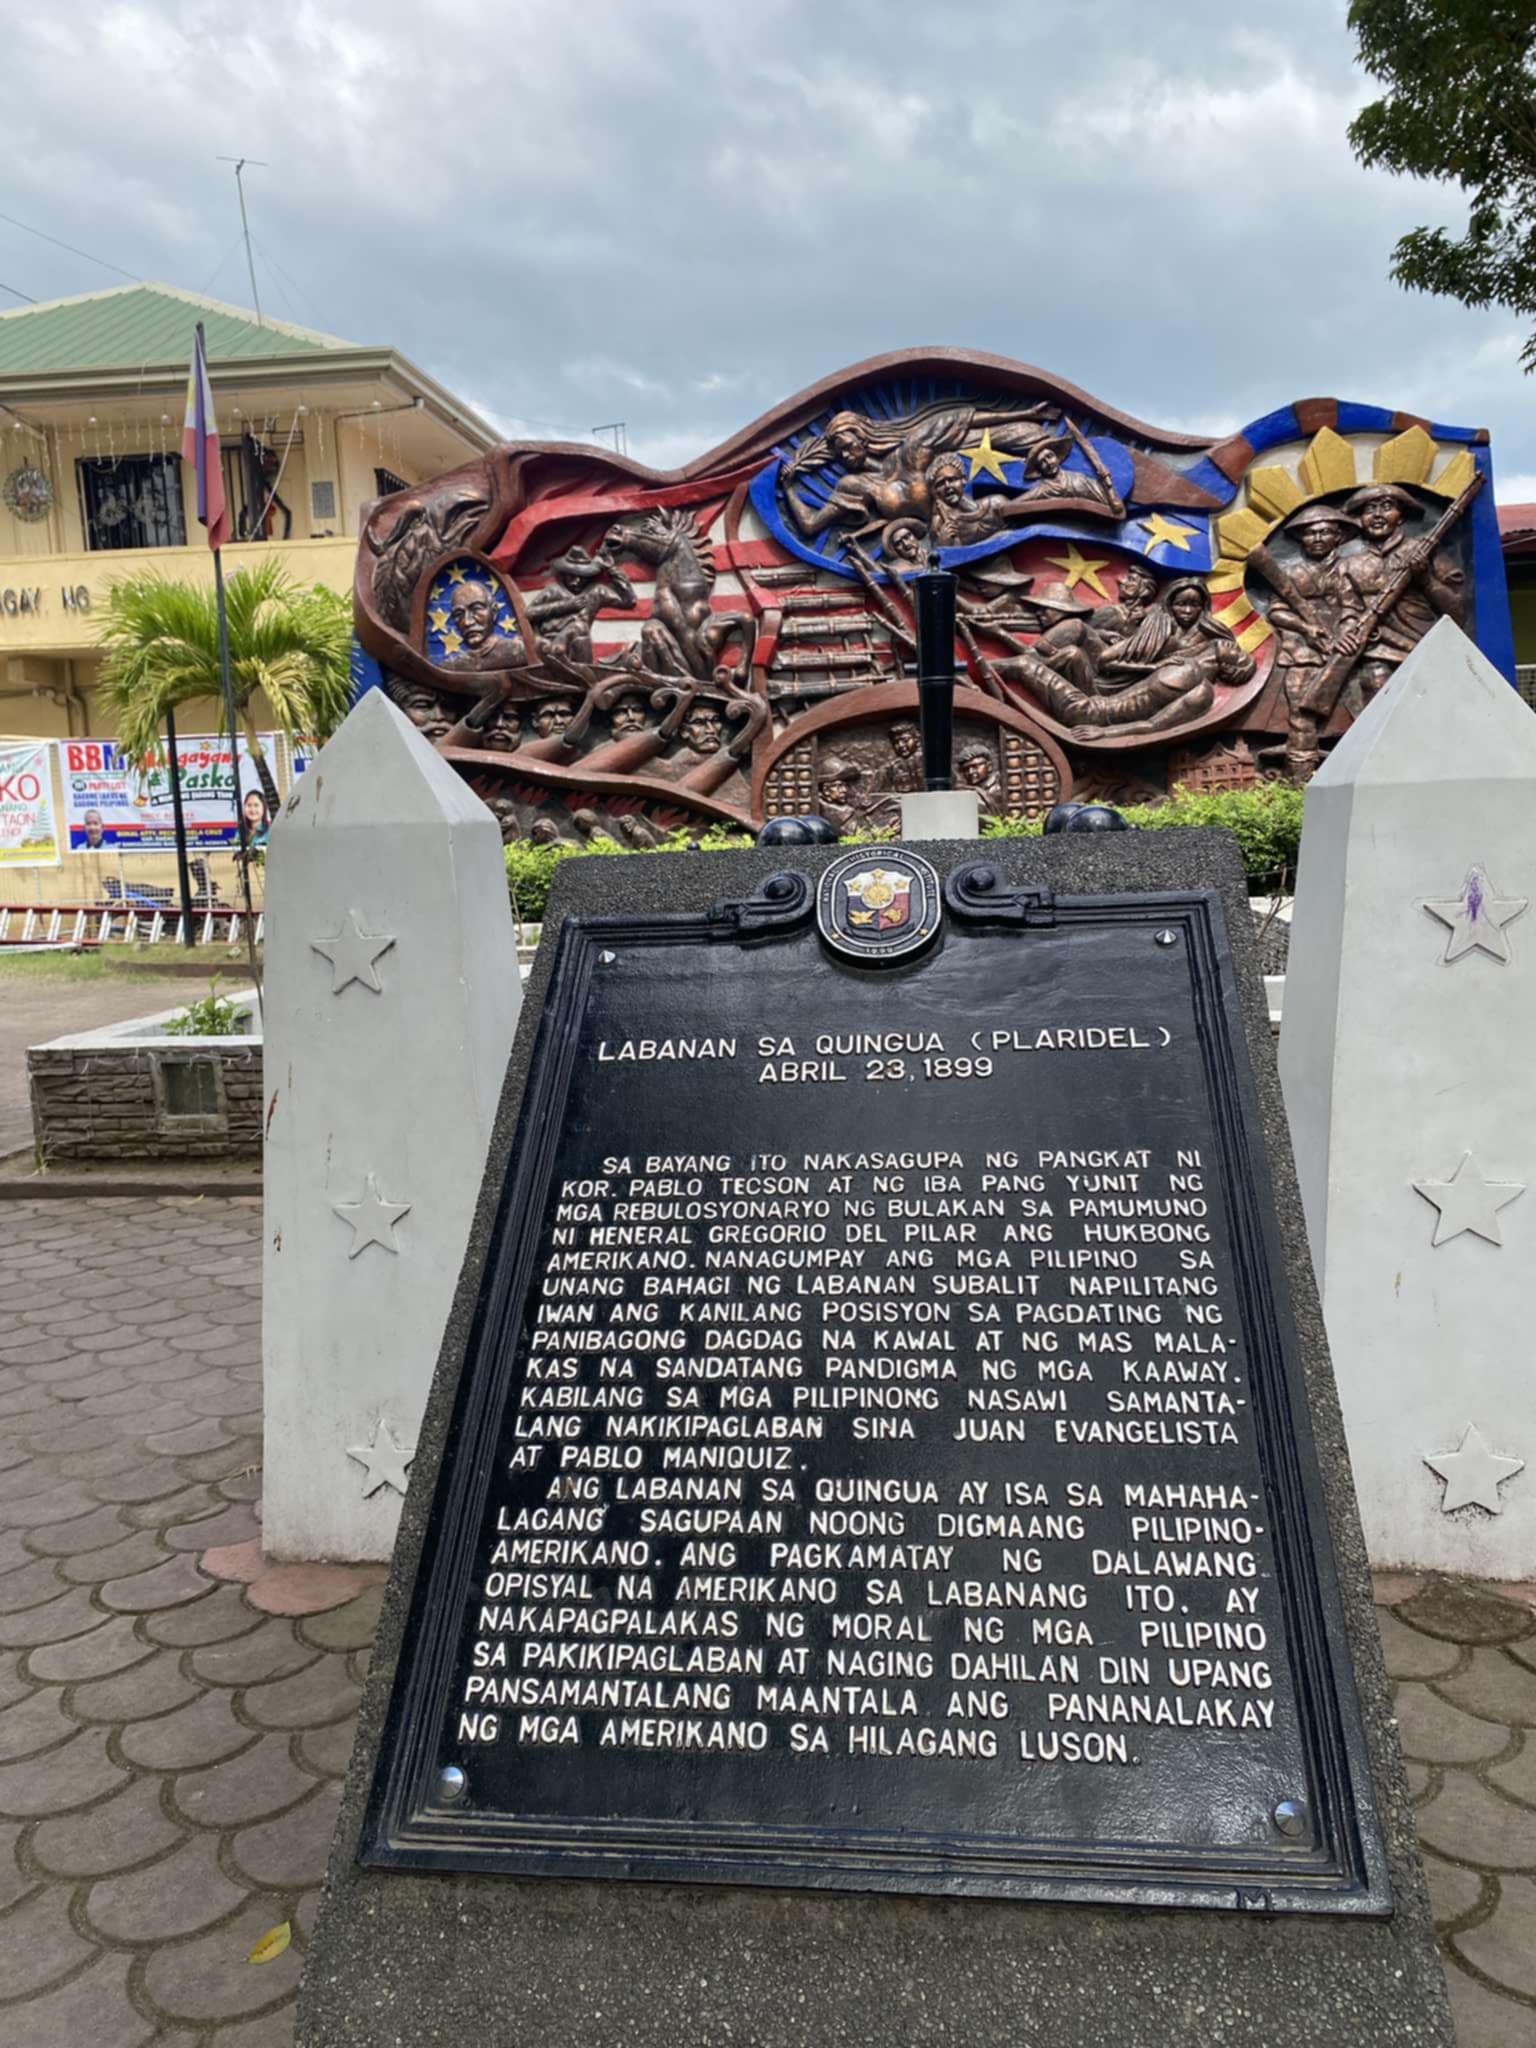 GAY. NG
BBM
Pasko
KO
LABANAN SA QUINGUA (PLARIDEL)
ABRIL 23, 1899
SA BAYANG ITO NAKASAGUPA NG PANGKAT NI
KOR. PABLO TECSON AT NG IBA PANG YUNIT NG
MGA REBULOSYONARYO NG BULAKAN SA PAMUMUNO
NI HENERAL GREGORIO DEL PILAR ANG HUKBONG
AMERIKANO. NANAGUMPAY ANG MGA PILIPINO SA
UNANG BAHAGI NG LABANAN SUBALIT NAPILITANG
IWAN ANG KANILANG POSISYON SA PAGDATING NG
PANIBAGONG DAGDAG NA KAWAL AT NG MAS MALA-
KAS NA SANDATANG PANDIGMA NG MGA KAAWAY.
KABILANG SA MGA PILIPINONG NASAWI SAMANTA-
LANG NAKIKIPAGLABAN SINA JUAN EVANGELISTA
AT PABLO MANIQUIZ.
ANG LABANAN SA QUINGUA AY ISA SA MAHAHA-
LAGANG SAGUPAAN NOONG DIGMAANG PILIPINO-
AMERIKANO. ANG PAGKAMATAY NG DALAWANG
OPISYAL NA AMERIKANO SA LABANANG ITO. AY
NAKAPAGPALAKAS NG MORAL NG MGA PILIPINO
SA PAKIKIPAGLABAN AT NAGING DAHILAN DIN UPANG
PANSAMANTALANG MAANTALA ANG PANANALAKAY
NG MGA AMERIKANO SA HILAGANG LUSON.